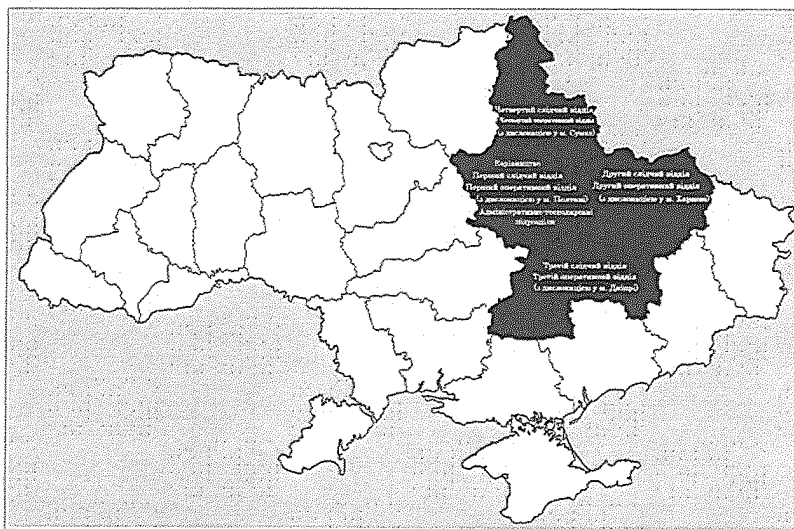 Четвертий слідчий відділ
Четвертий оперативний відділ
(з дислокацією у м. Суми)
Керівництво
Перший слідчий відділ
Перший оперативний відділ
(з дислокацією у м. Полтаві)
Адміністративно-господарські
підрозділи
Другий слідчий відділ
Другий оперативний відділ
(з дислокацією у м. Харкові)
Третій слідчий відділ
Третій оперативний відділ
(з дислокацією у м. Дніпрі)